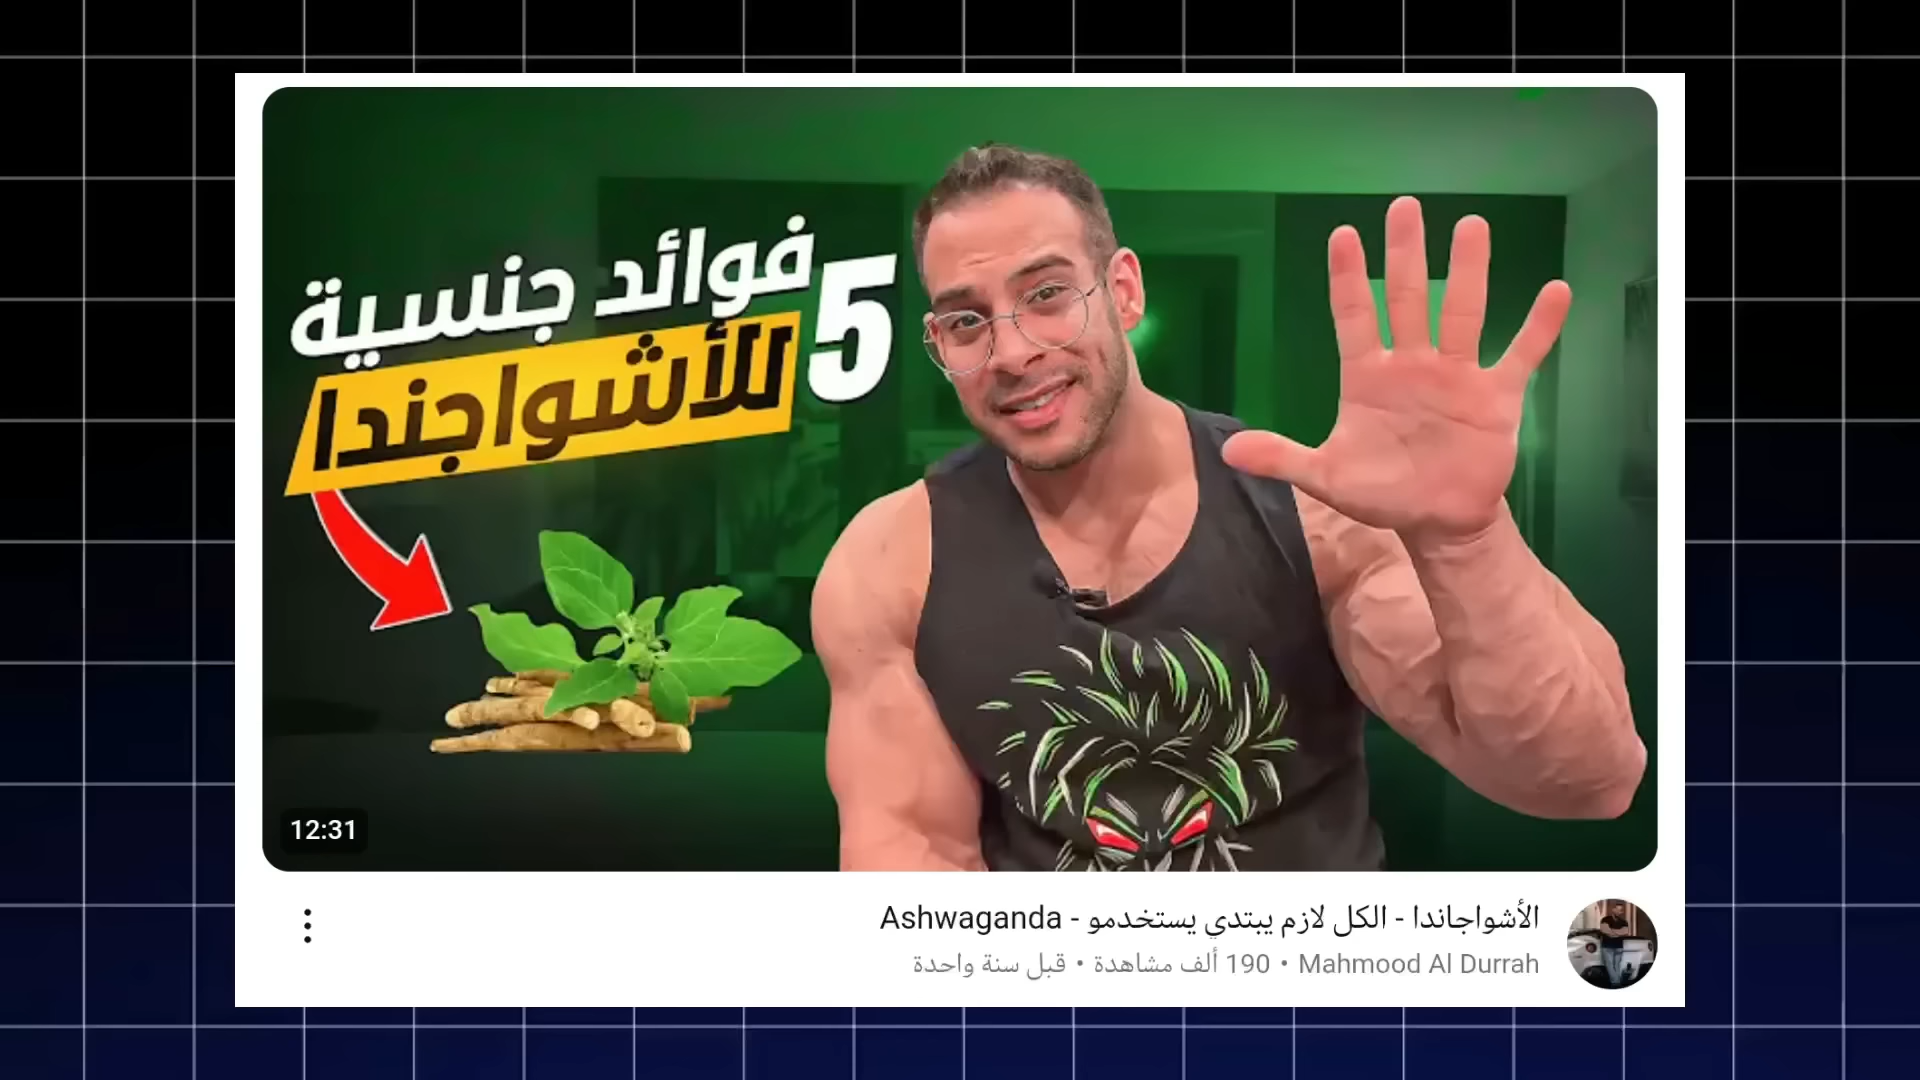 5 فوائد جنسية
للأشواجندا
12:31
الأشواجاندا - الكل لازم يبتدي يستخدمو - Ashwaganda
Mahmood Al Durrah • 190 ألف مشاهدة • قبل سنة واحدة